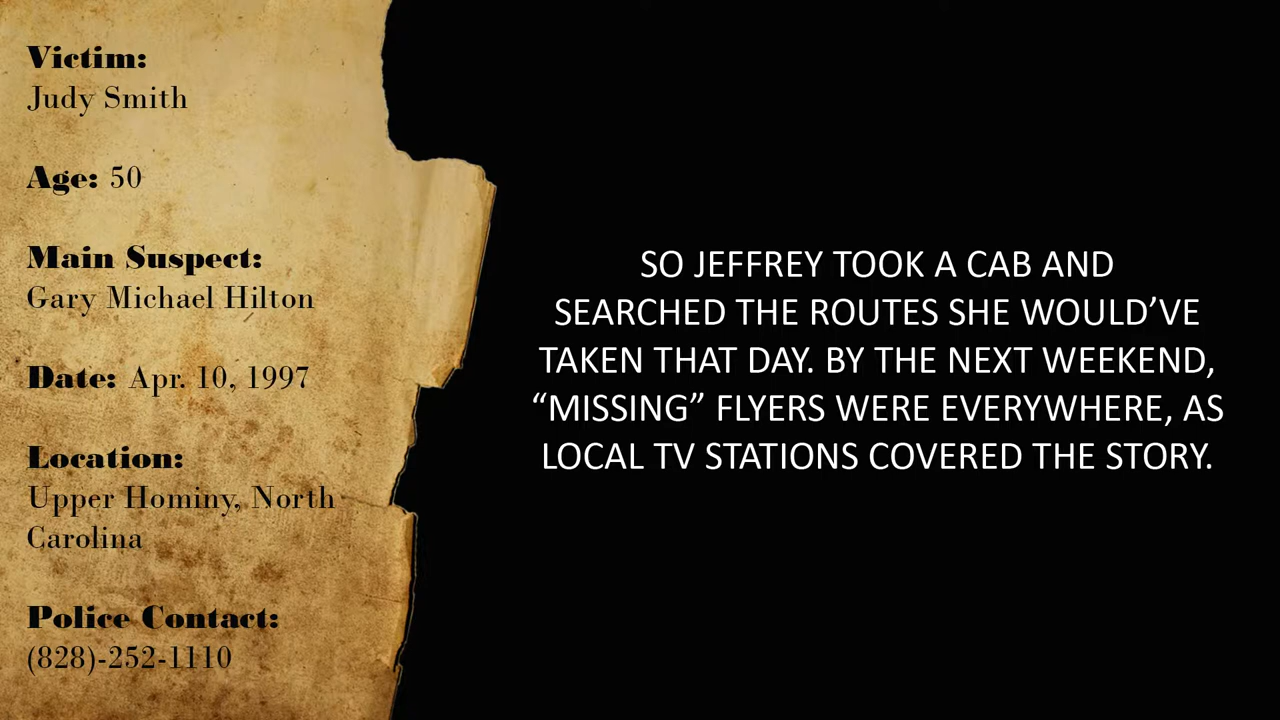 Victim:
Judy Smith
Age: 50
Main Suspect:
Gary Michael Hilton
Date: Apr. 10, 1997
Location:
Upper Hominy, North
Carolina
Police Contact:
(828)-252-1110
SO JEFFREY TOOK A CAB AND
SEARCHED THE ROUTES SHE WOULD’VE
TAKEN THAT DAY. BY THE NEXT WEEKEND,
“MISSING” FLYERS WERE EVERYWHERE, AS
LOCAL TV STATIONS COVERED THE STORY.